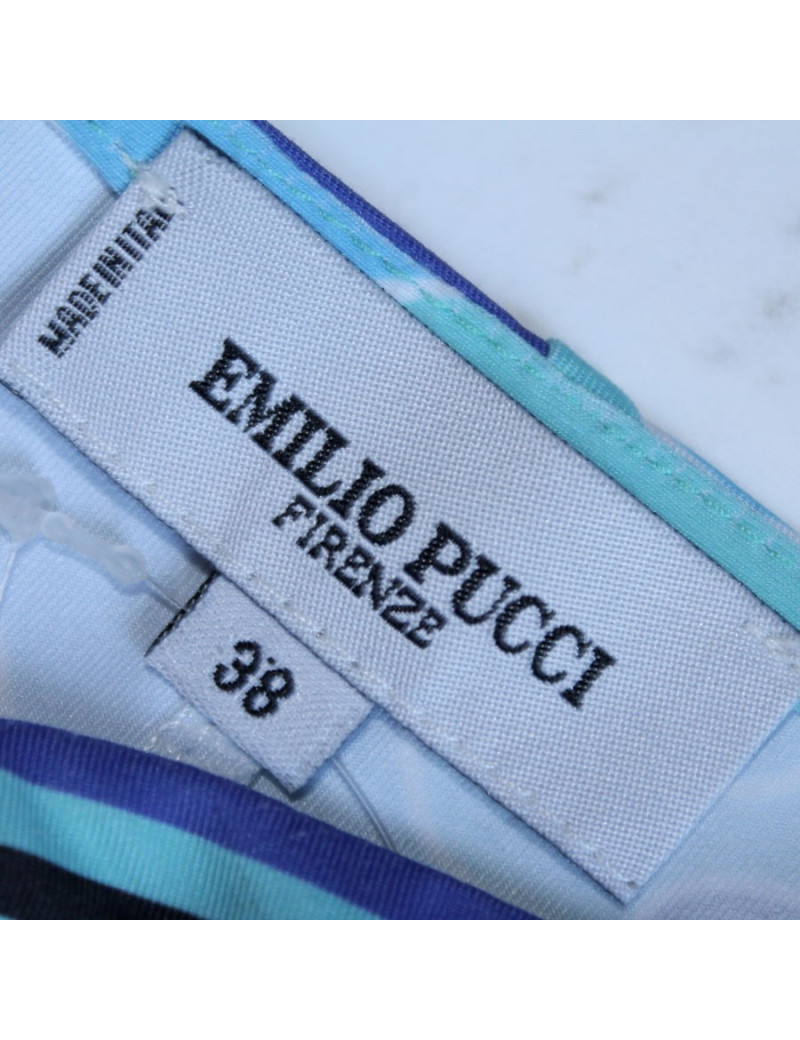 MADE IN ITALY
EMILIO PUCCI
FIRENZE
38